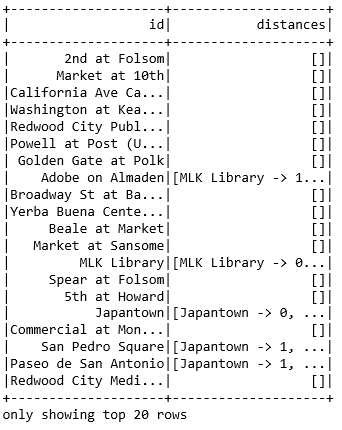 +--------------------+--------------------+
|                  id|           distances|
+--------------------+--------------------+
|       2nd at Folsom|                  []|
|      Market at 10th|                  []|
|California Ave Ca...|                  []|
|Washington at Kea...|                  []|
|Redwood City Publ...|                  []|
|Powell at Post (U...|                  []|
| Golden Gate at Polk|                  []|
|    Adobe on Almaden|[MLK Library -> 1...|
|Broadway St at Ba...|                  []|
|Yerba Buena Cente...|                  []|
|     Beale at Market|                  []|
|   Market at Sansome|                  []|
|         MLK Library|[MLK Library -> 0...|
|     Spear at Folsom|                  []|
|       5th at Howard|                  []|
|           Japantown|[Japantown -> 0, ...|
|Commercial at Mon...|                  []|
|    San Pedro Square|[Japantown -> 1, ...|
|Paseo de San Antonio|[Japantown -> 1, ...|
|Redwood City Medi...|                  []|
+--------------------+--------------------+
only showing top 20 rows